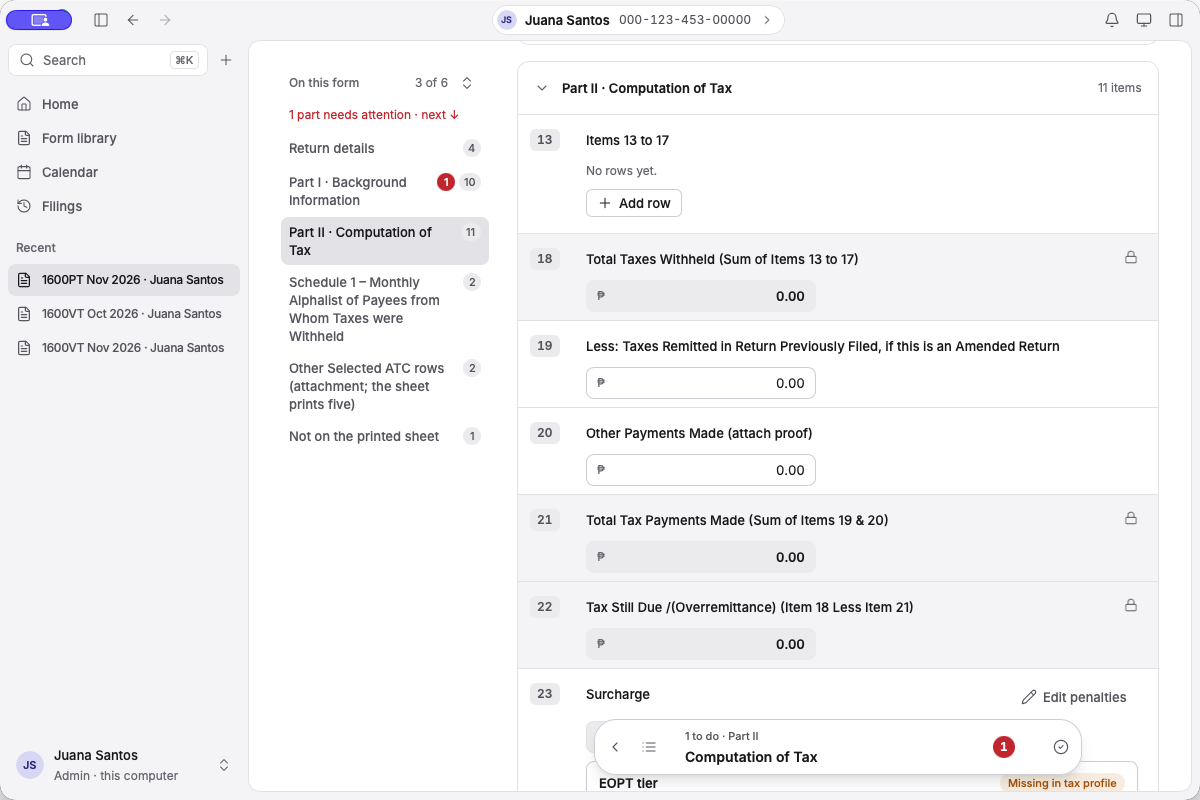 JS Juana Santos 000-123-453-00000
Search ⌘K
Home
Form library
Calendar
Filings
Recent
1600PT Nov 2026 · Juana Santos
1600VT Oct 2026 · Juana Santos
1600VT Nov 2026 · Juana Santos
JS
Juana Santos
Admin · this computer
On this form 3 of 6
1 part needs attention · next ↓
Return details 4
Part I · Background 1 10
Information
Part II · Computation of 11
Tax
Schedule 1 – Monthly 2
Alphalist of Payees from
Whom Taxes were
Withheld
Other Selected ATC rows 2
(attachment; the sheet
prints five)
Not on the printed sheet 1
Part II · Computation of Tax 11 items
13 Items 13 to 17
No rows yet.
+ Add row
18 Total Taxes Withheld (Sum of Items 13 to 17)
₱ 0.00
19 Less: Taxes Remitted in Return Previously Filed, if this is an Amended Return
₱ 0.00
20 Other Payments Made (attach proof)
₱ 0.00
21 Total Tax Payments Made (Sum of Items 19 & 20)
₱ 0.00
22 Tax Still Due /(Overremittance) (Item 18 Less Item 21)
₱ 0.00
23 Surcharge Edit penalties
1 to do · Part II
Computation of Tax 1
EOPT tier Missing in tax profile